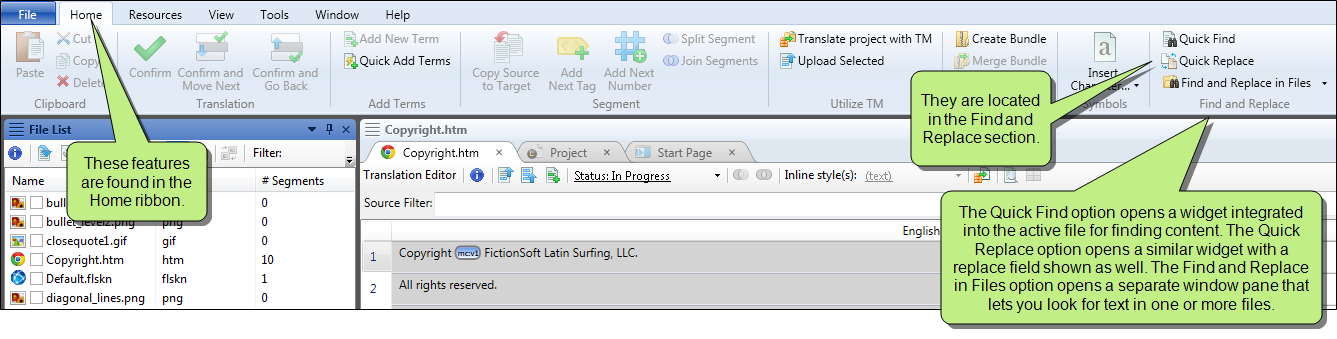 File Home Resources View Tools Window Help
Paste
Cut
Copy
Delete
Clipboard
Confirm
Confirm and
Move Next
Confirm and
Go Back
Translation
Add New Term
Quick Add Terms
Add Terms
Copy Source
to Target
Add
Next Tag
Add Next
Number
Split Segment
Join Segments
Segment
Translate project with TM
Upload Selected
Utilize TM
Create Bundle
Merge Bundle
Insert
Character...
Symbols
Quick Find
Quick Replace
Find and Replace in Files
Find and Replace
They are located
in the Find and
Replace section.
File List
Filter:
Name # Segments
0
bullet_level2.png png 0
closequote1.gif gif 0
Copyright.htm htm 10
Default.flskn flskn 1
diagonal_lines.png png 0
These features
are found in the
Home ribbon.
Copyright.htm
Copyright.htm Project Start Page
Translation Editor Status: In Progress Inline style(s): (text)
Source Filter:
English
1 Copyright mc:v1 FictionSoft Latin Surfing, LLC.
2 All rights reserved.
The Quick Find option opens a widget integrated
into the active file for finding content. The Quick
Replace option opens a similar widget with a
replace field shown as well. The Find and Replace
in Files option opens a separate window pane that
lets you look for text in one or more files.